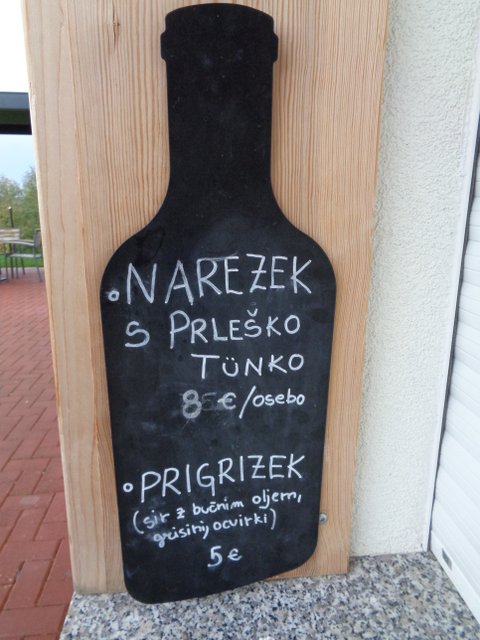 NAREZEK
S PRLEŠKO
TÜNKO
8€/osebo
PRIGRIZEK
(sir z bučnim oljem,
grisini, ocvirki)
5€